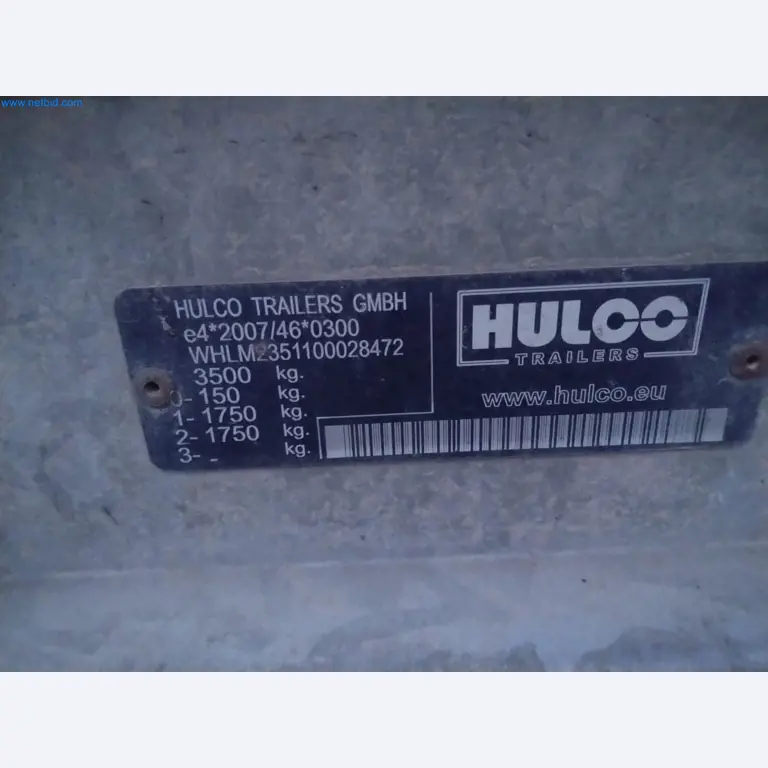 www.netbid.com
HULCO TRAILERS GMBH
e4*2007/46*0300
WHLM2351100028472
3500 kg.
0- 150 kg.
1- 1750 kg.
2- 1750 kg.
3- - kg.
HULCO
TRAILERS
www.hulco.eu